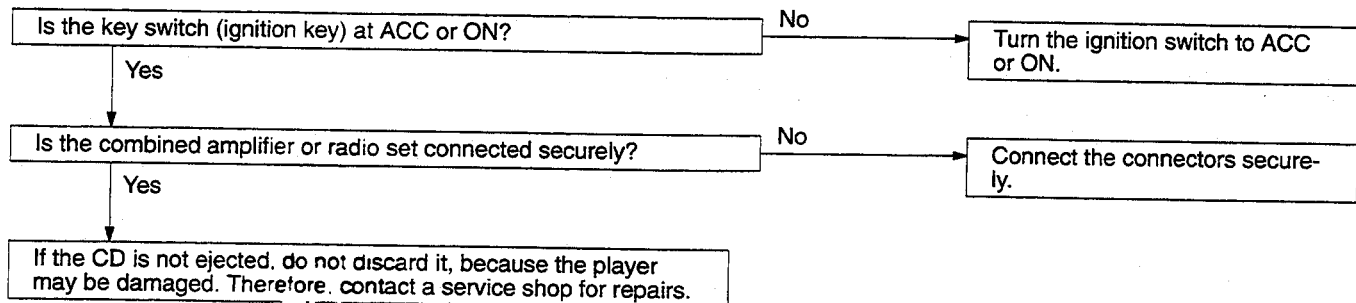 Is the key switch (ignition key) at ACC or ON?
No
Turn the ignition switch to ACC
or ON.
Yes
Is the combined amplifier or radio set connected securely?
No
Connect the connectors secure-
ly.
Yes
If the CD is not ejected, do not discard it, because the player
may be damaged. Therefore, contact a service shop for repairs.